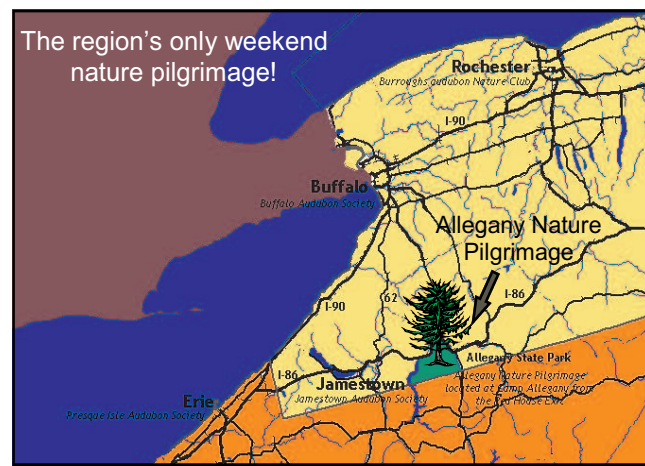 The region's only weekend
nature pilgrimage!
Rochester
Burroughs audubon Nature Club
I-90
Buffalo
Buffalo Audubon Society
Allegany Nature
Pilgrimage
I-90
62
I-86
Allegany State Park
Allegany Nature Pilgrimage
located at Camp Allegany from
the Red House Exit
I-86
Jamestown
Jamestown Audubon Society
Erie
Presque Isle Audubon Society